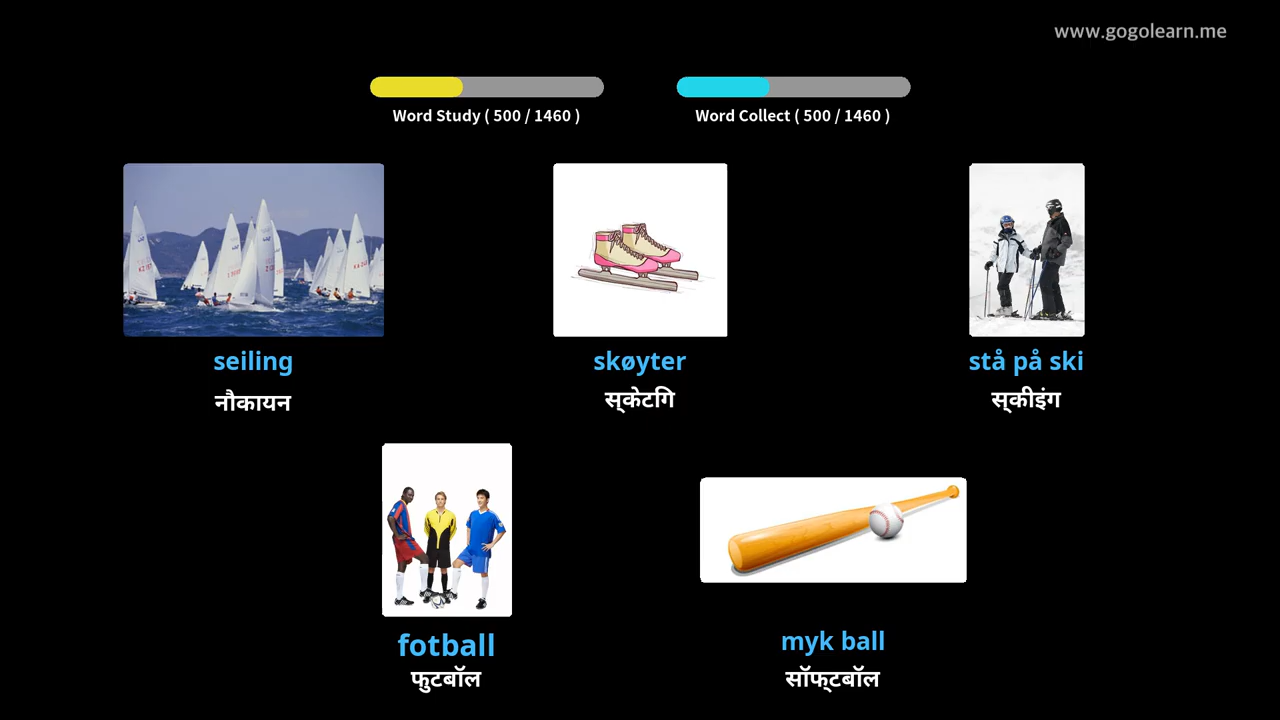 www.gogolearn.me
Word Study ( 500 / 1460 )
Word Collect ( 500 / 1460 )
seiling
skøyter
stå på ski
नौकायन
स्केटिंग
स्कीइंग
fotball
myk ball
फुटबॉल
सॉफ्टबॉल